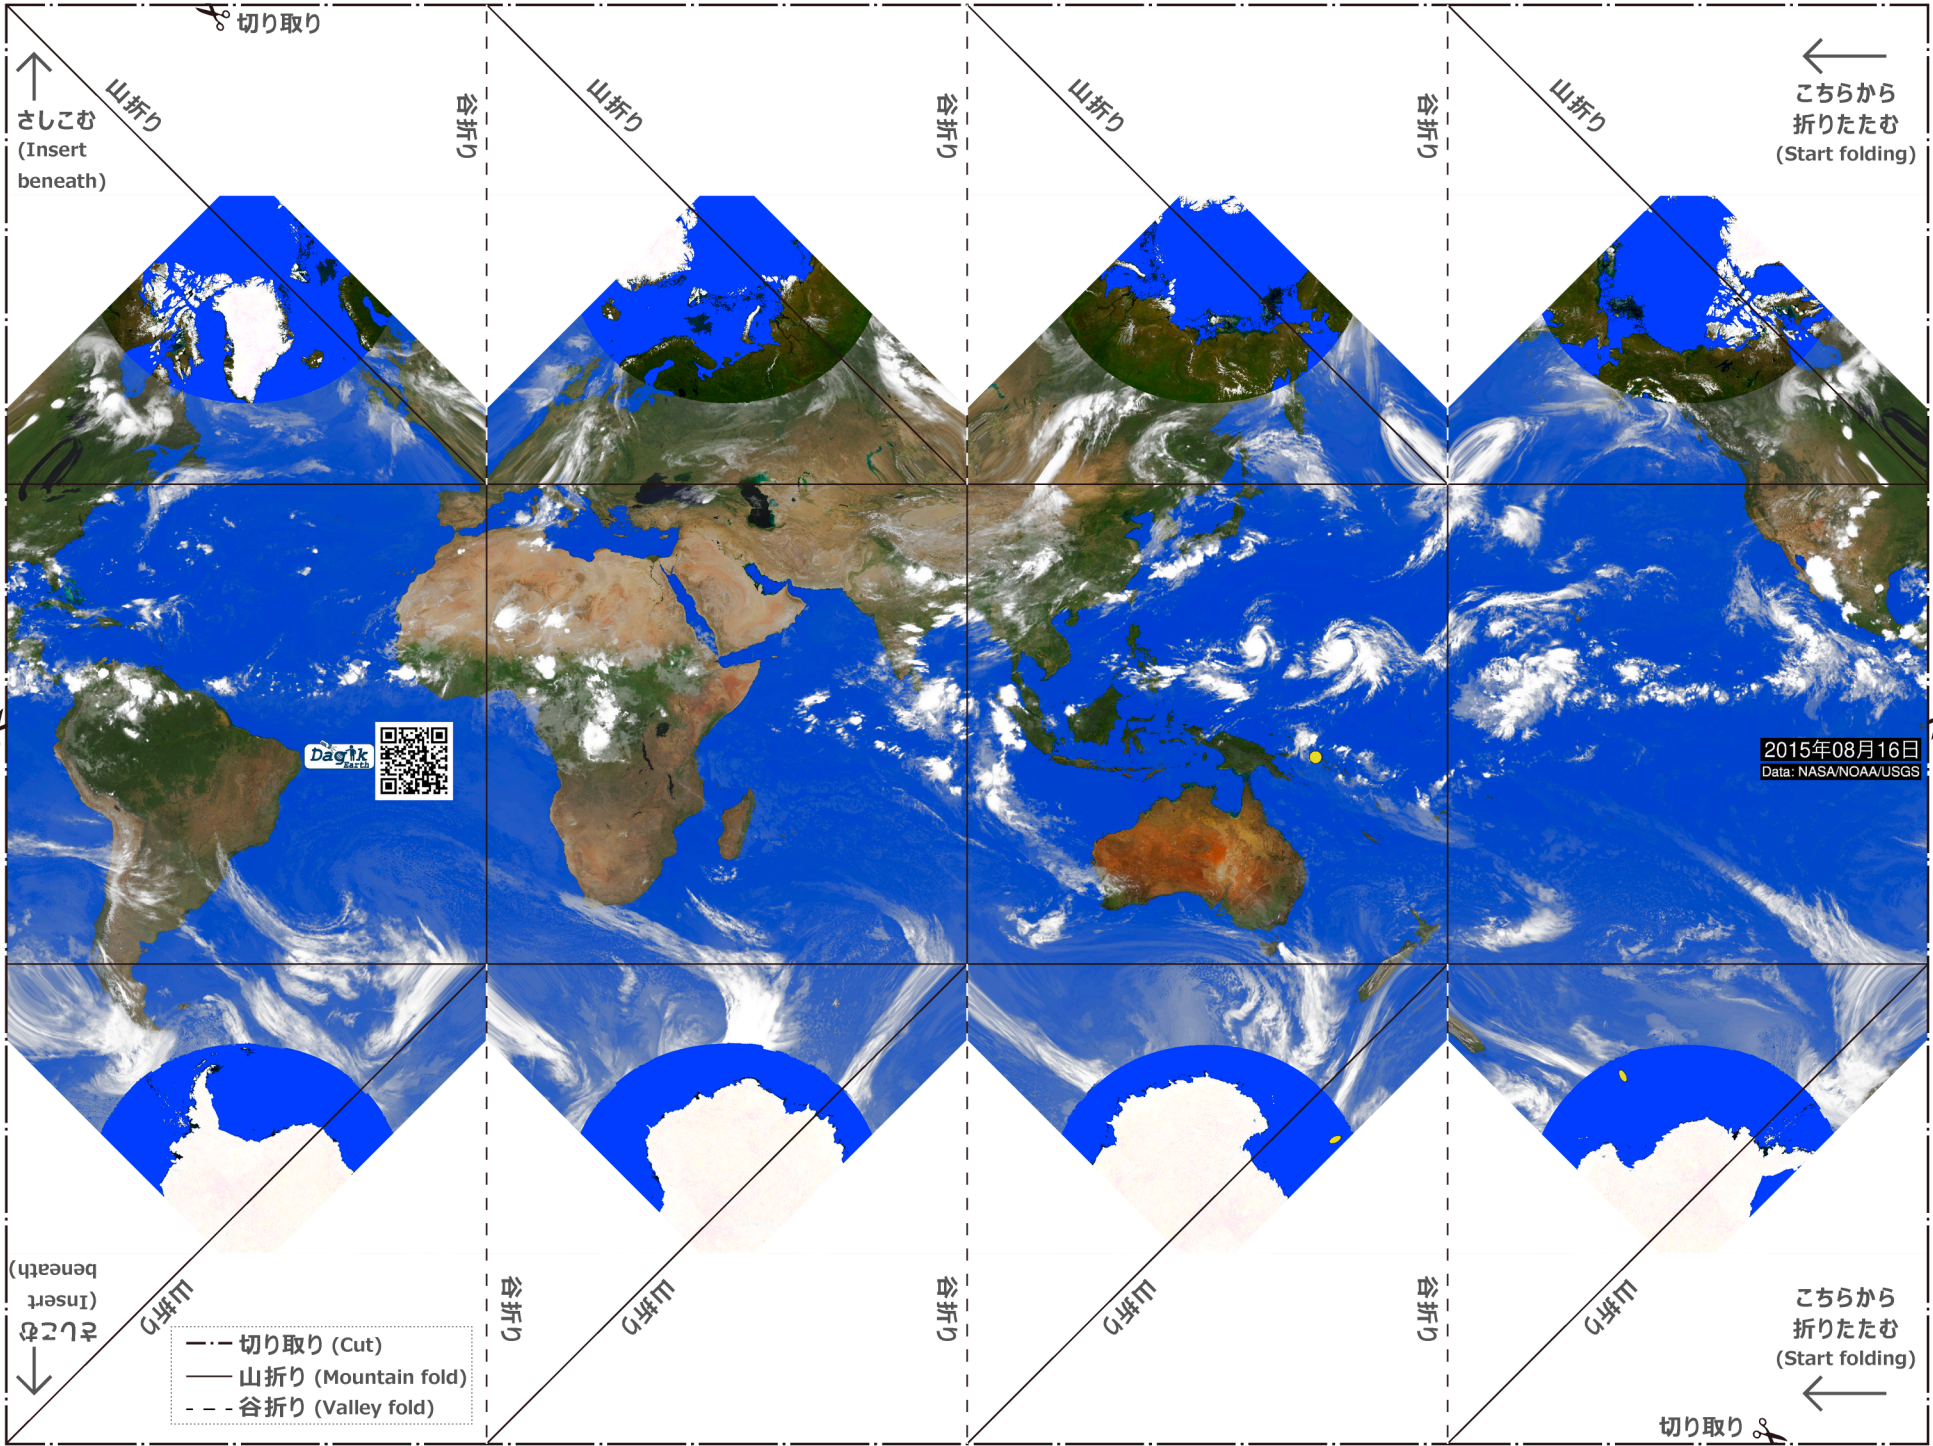 切り取り
さしこむ
(Insert
beneath)
山折り
谷折り
山折り
谷折り
山折り
谷折り
山折り
こちらから
折りたたむ
(Start folding)
Dagik
Earth
2015年08月16日
Data: NASA/NOAA/USGS
さしこむ
(Insert
beneath)
山折り
谷折り
山折り
谷折り
山折り
谷折り
山折り
こちらから
折りたたむ
(Start folding)
切り取り (Cut)
山折り (Mountain fold)
谷折り (Valley fold)
切り取り